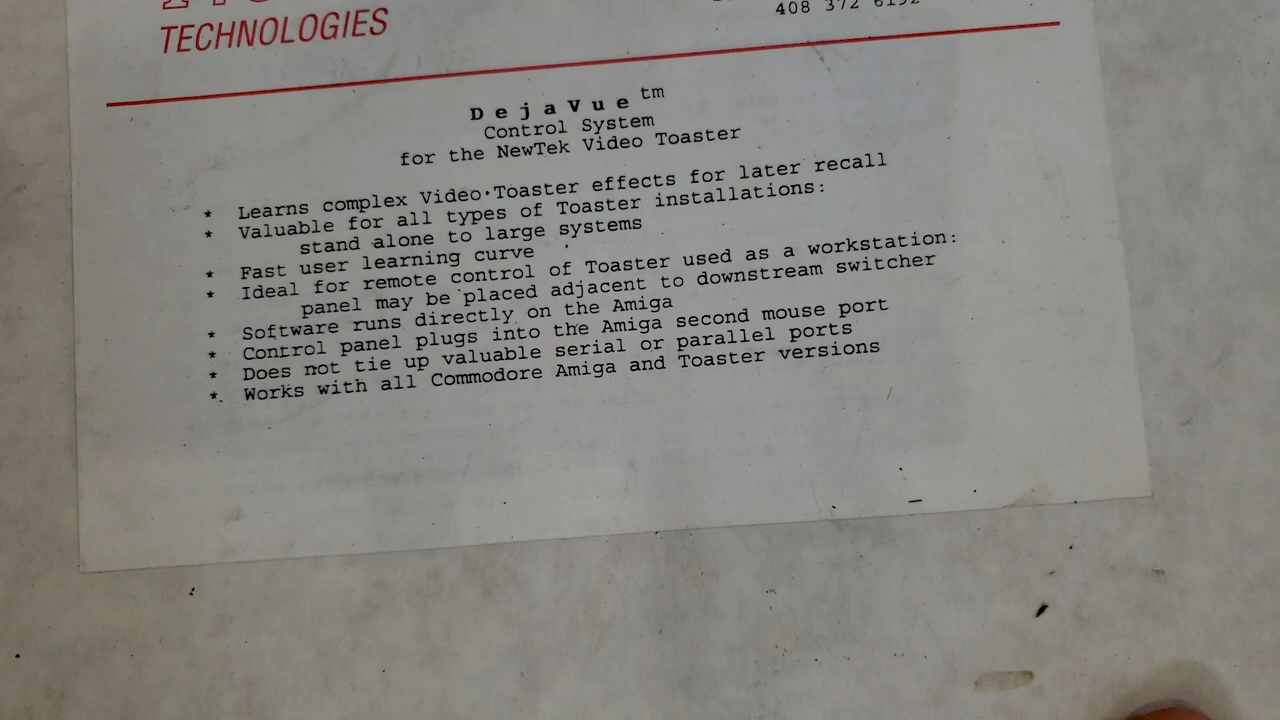 TECHNOLOGIES
408 372 6192
DejaVue tm
Control System
for the NewTek Video Toaster
* Learns complex Video Toaster effects for later recall
* Valuable for all types of Toaster installations:
stand alone to large systems
* Fast user learning curve
* Ideal for remote control of Toaster used as a workstation:
panel may be placed adjacent to downstream switcher
* Software runs directly on the Amiga
* Control panel plugs into the Amiga second mouse port
* Does not tie up valuable serial or parallel ports
* Works with all Commodore Amiga and Toaster versions